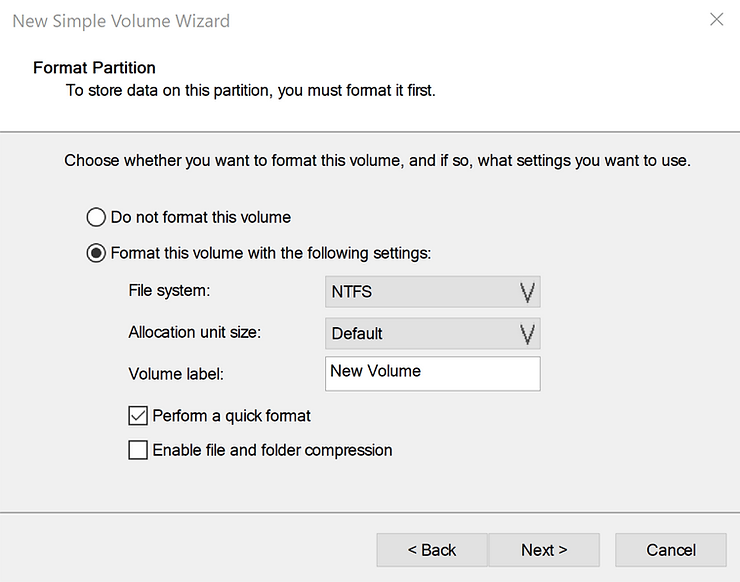 New Simple Volume Wizard
Format Partition
To store data on this partition, you must format it first.
Choose whether you want to format this volume, and if so, what settings you want to use.
Do not format this volume
Format this volume with the following settings:
File system: NTFS
Allocation unit size: Default
Volume label: New Volume
Perform a quick format
Enable file and folder compression
< Back Next > Cancel